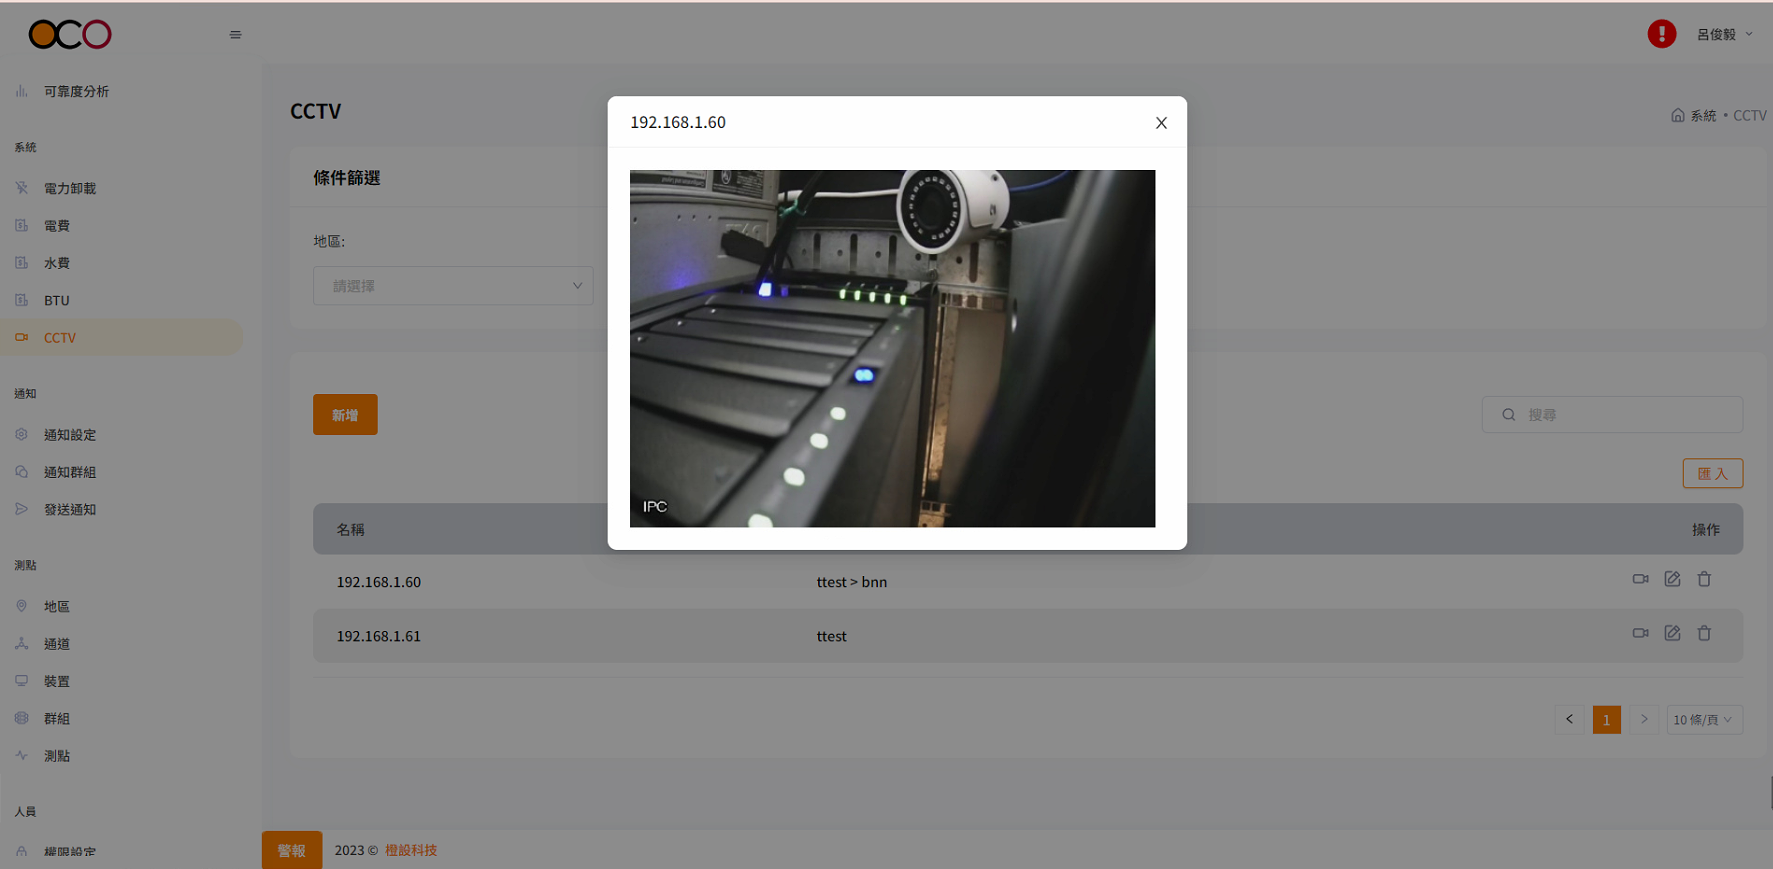 OCO
呂俊毅
可靠度分析
系統
電力卸載
電費
水費
BTU
CCTV
通知
通知設定
通知群組
發送通知
測點
地區
通道
裝置
群組
測點
人員
權限設定
CCTV
系統 • CCTV
條件篩選
地區:
請選擇
新增
搜尋
匯入
名稱
操作
192.168.1.60
ttest > bnn
192.168.1.61
ttest
< 1 > 10 條/頁
192.168.1.60 X
IPC
警報 2023 © 橙設科技